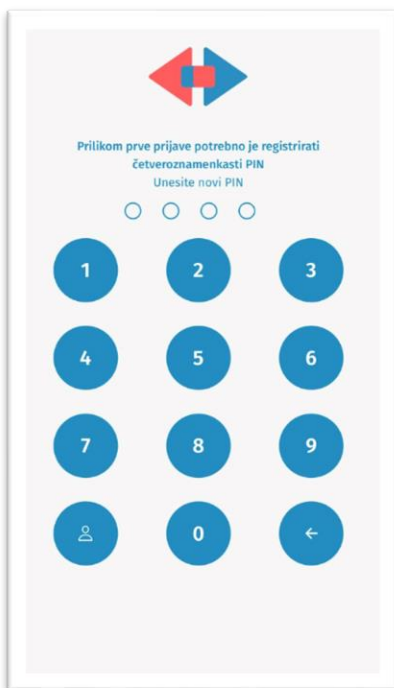 Prilikom prve prijave potrebno je registrirati
četveroznamenkasti PIN
Unesite novi PIN
1 2 3
4 5 6
7 8 9
0